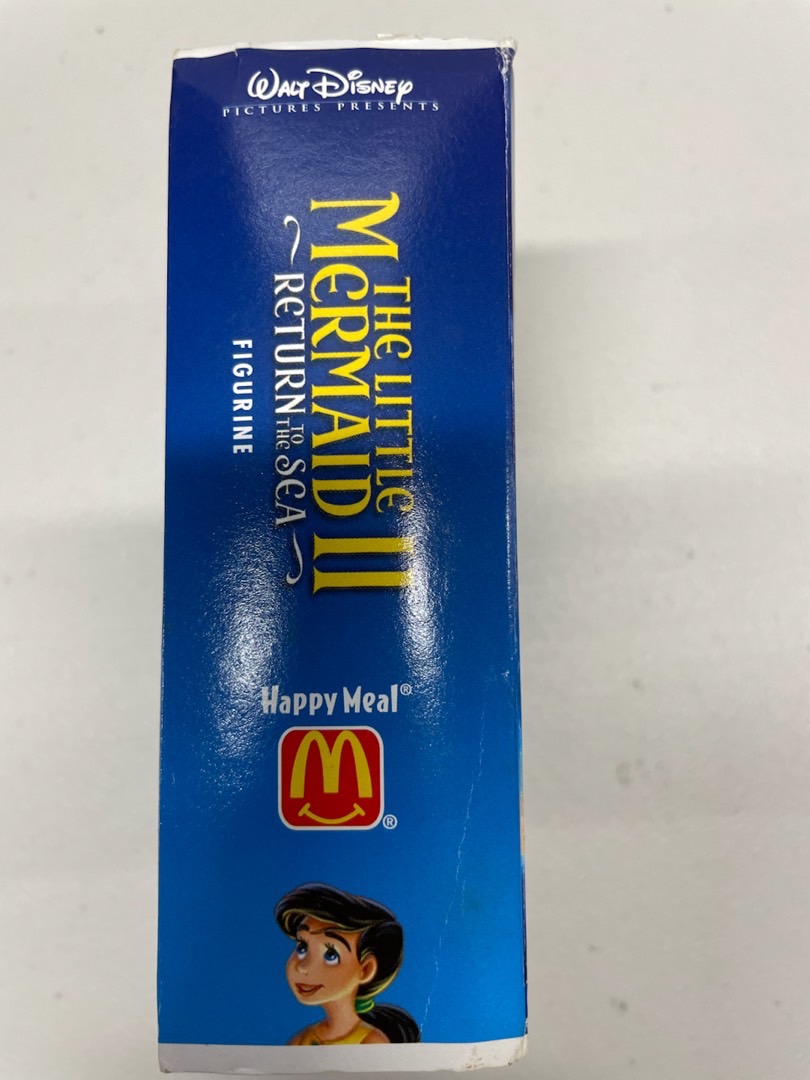 WALT DISNEY
PICTURES PRESENTS
THE LITTLE
MERMAID II
~ RETURN TO THE SEA ~
FIGURINE
Happy Meal®
M®